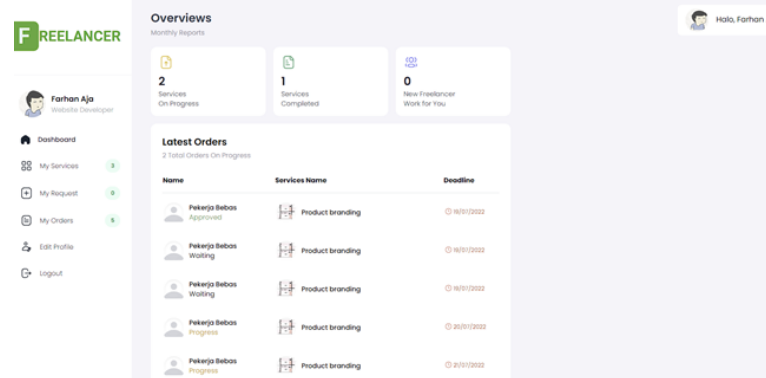 FREELANCER
Farhan Aja
Website Developer
Dashboard
My Services 3
My Request 0
My Orders 5
Edit Profile
Logout
Overviews
Monthly Reports
Halo, Farhan
2
Services
On Progress
1
Services
Completed
0
New Freelancer
Work for You
Latest Orders
2 Total Orders On Progress
Name Services Name Deadline
Pekerja Bebas
Approved
Product branding
19/07/2022
Pekerja Bebas
Waiting
Product branding
19/07/2022
Pekerja Bebas
Waiting
Product branding
19/07/2022
Pekerja Bebas
Progress
Product branding
20/07/2022
Pekerja Bebas
Progress
Product branding
21/07/2022